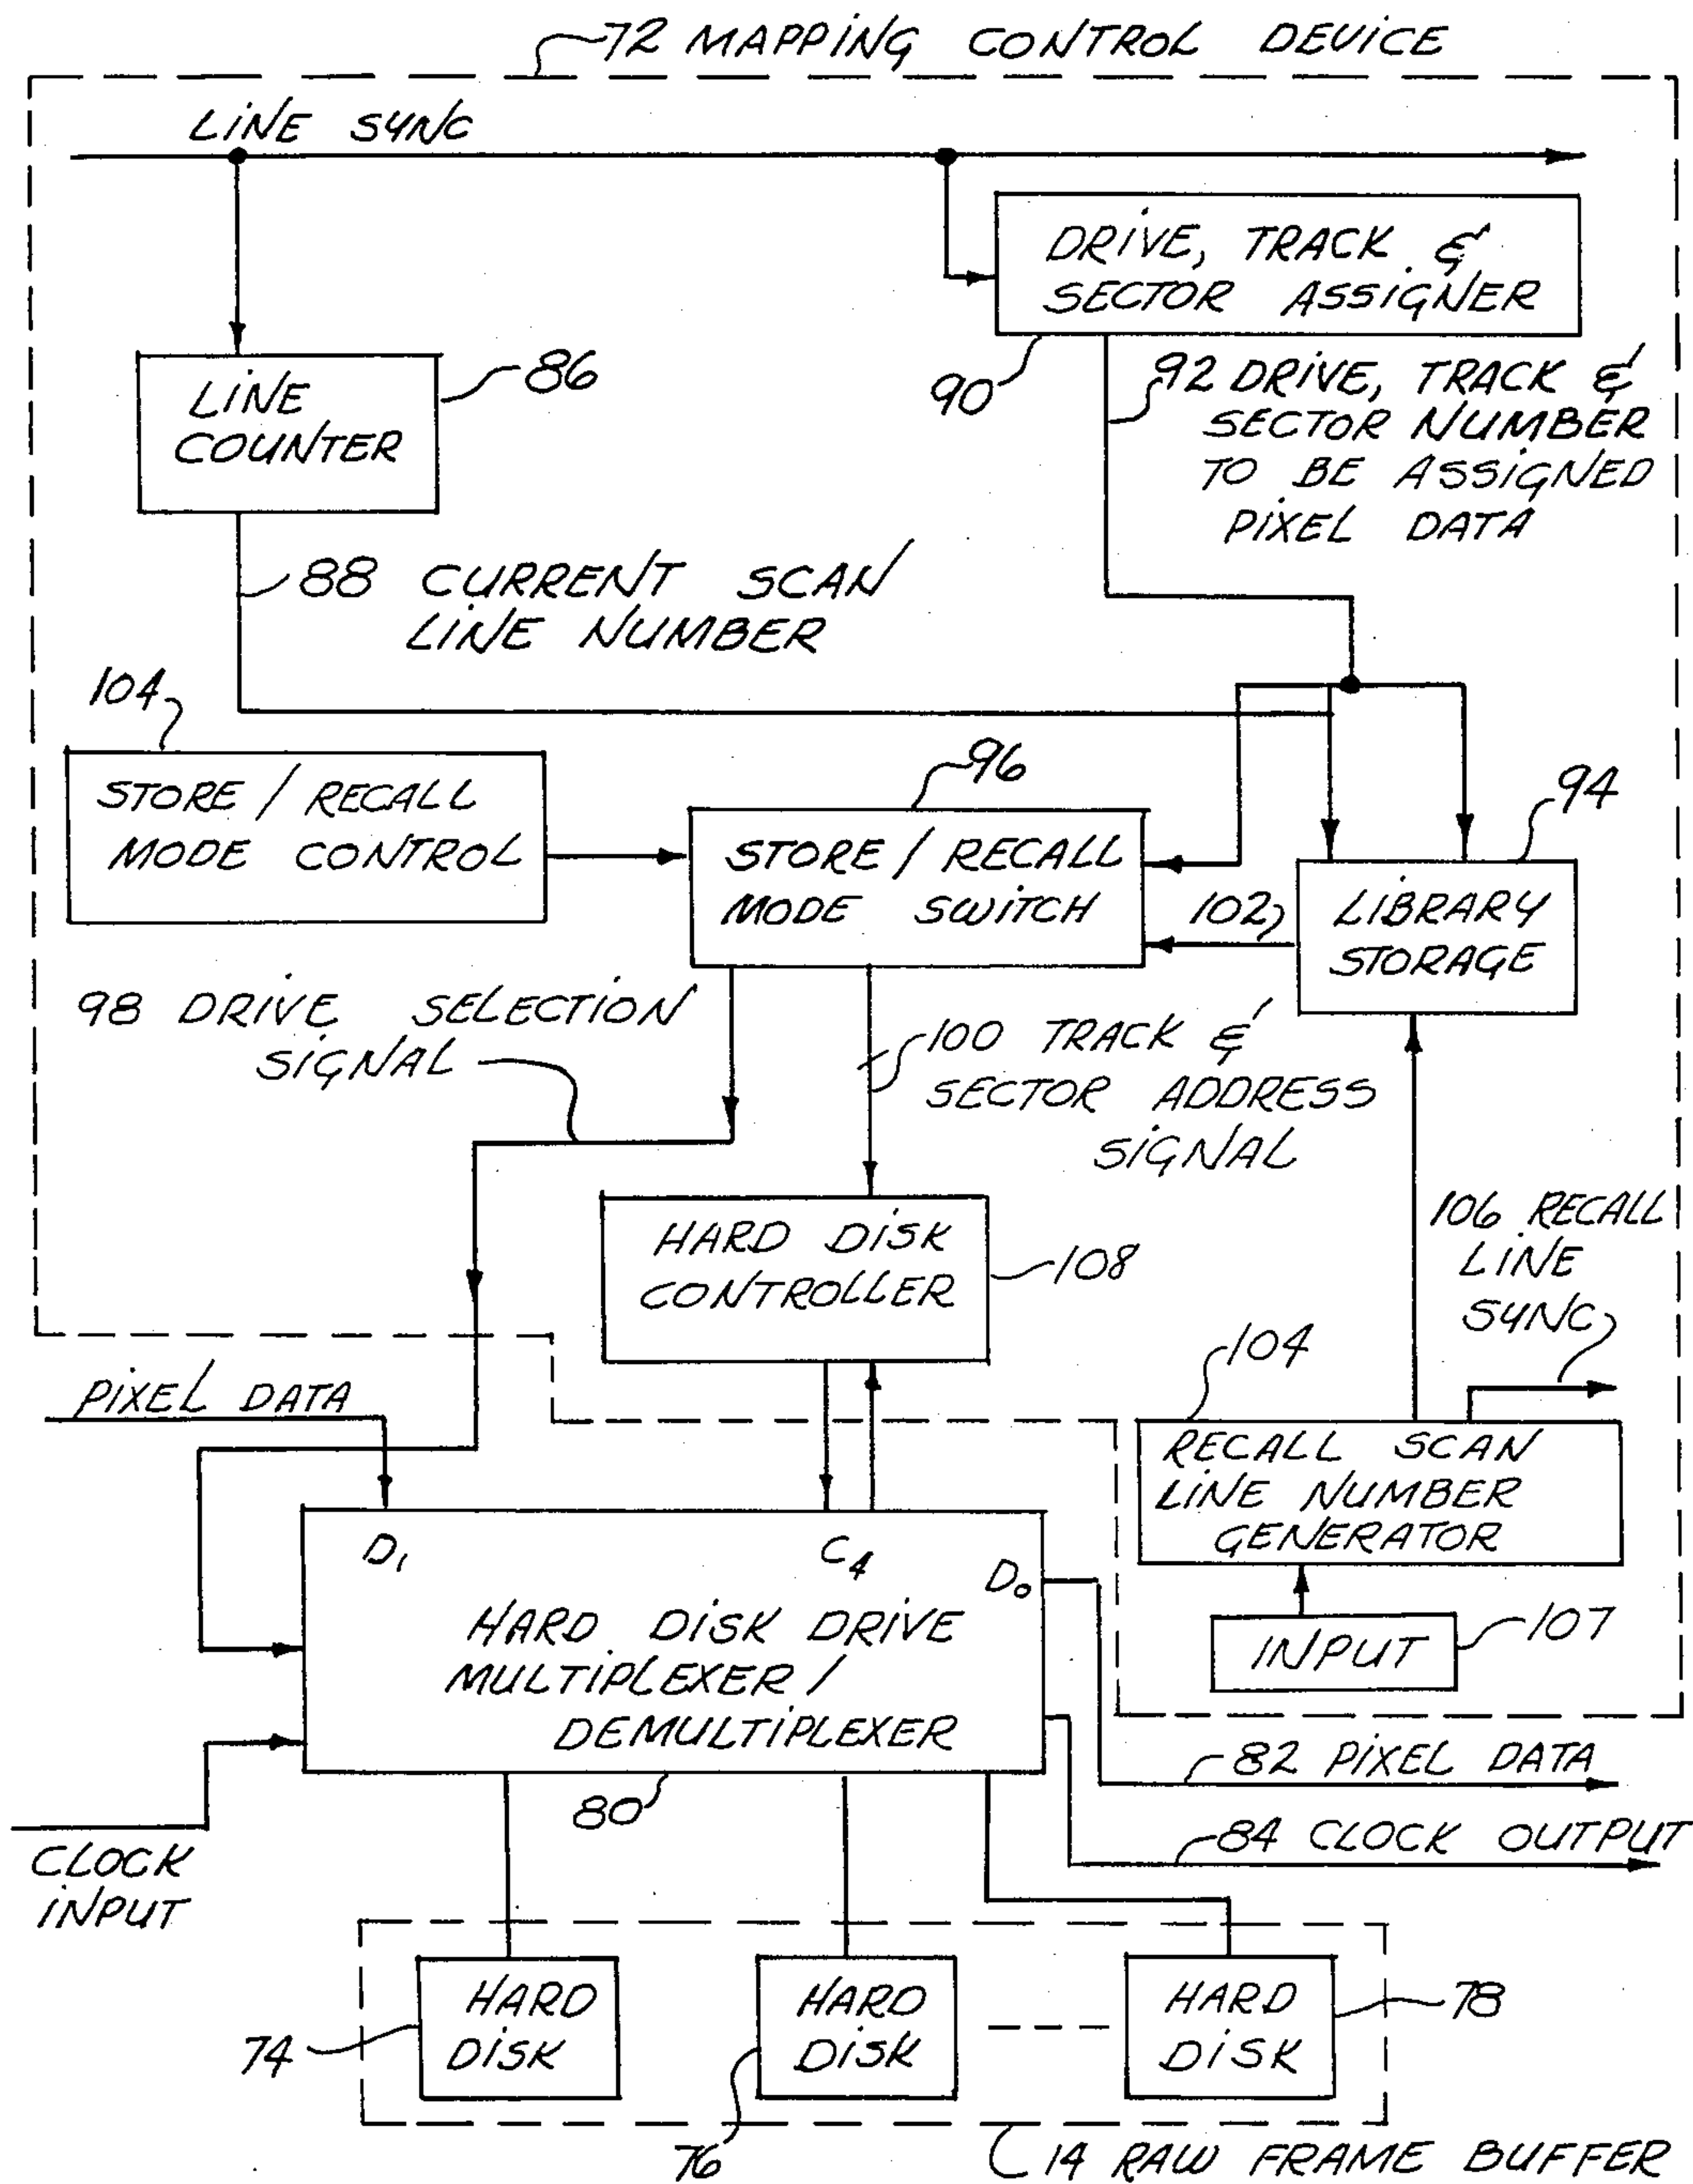 72 MAPPING CONTROL DEVICE
LINE SYNC
DRIVE, TRACK &
SECTOR ASSIGNER
90
LINE
COUNTER
86
92 DRIVE, TRACK &
SECTOR NUMBER
TO BE ASSIGNED
PIXEL DATA
88 CURRENT SCAN
LINE NUMBER
104
STORE / RECALL
MODE CONTROL
96
STORE / RECALL
MODE SWITCH
94
LIBRARY
STORAGE
102
98 DRIVE SELECTION
SIGNAL
100 TRACK &
SECTOR ADDRESS
SIGNAL
HARD DISK
CONTROLLER
108
106 RECALL
LINE
SYNC
104
RECALL SCAN
LINE NUMBER
GENERATOR
INPUT
107
PIXEL DATA
D1
C4
D0
HARD DISK DRIVE
MULTIPLEXER /
DEMULTIPLEXER
80
82 PIXEL DATA
84 CLOCK OUTPUT
CLOCK
INPUT
HARD
DISK
74
HARD
DISK
76
HARD
DISK
78
14 RAW FRAME BUFFER